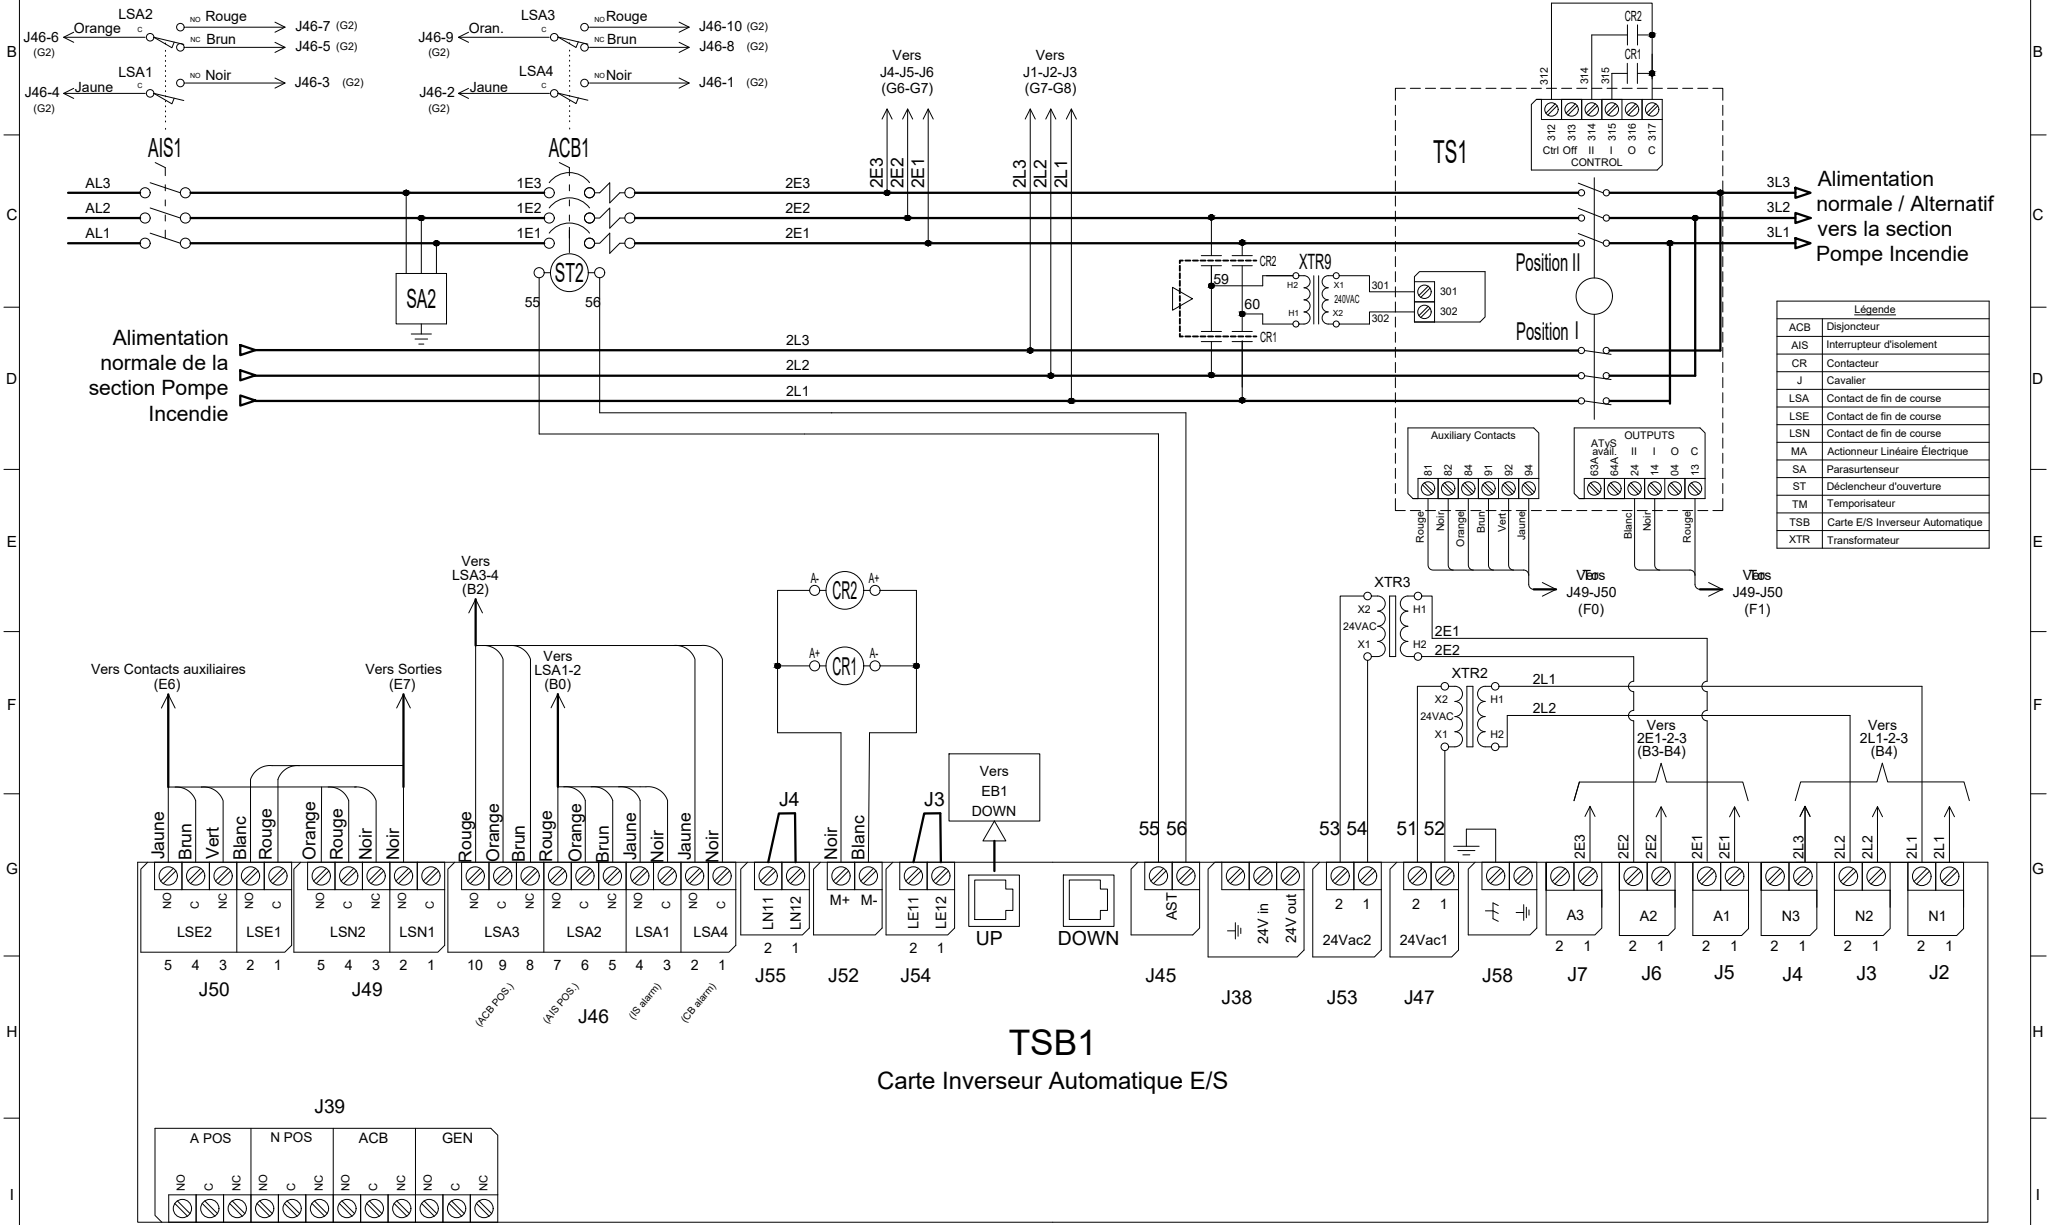 B
LSA2
Orange
C
NO Rouge
J46-7 (G2)
J46-6
(G2)
NC Brun
J46-5 (G2)
LSA1
C
NO Noir
J46-3 (G2)
Jaune
J46-4
(G2)
LSA3
Oran.
C
NO Rouge
J46-10 (G2)
J46-9
(G2)
NC Brun
J46-8 (G2)
LSA4
C
NO Noir
J46-1 (G2)
Jaune
J46-2
(G2)
Vers
J4-J5-J6
(G6-G7)
Vers
J1-J2-J3
(G7-G8)
CR2
CR1
312
314
315
312 313 314 315 316 317
Ctrl Off II I O C
CONTROL
TS1
B
AIS1
ACB1
2E3 2E2 2E1
2L3 2L2 2L1
C
AL3
1E3
2E3
3L3
AL2
1E2
2E2
3L2
AL1
1E1
2E1
3L1
Alimentation
normale / Alternatif
vers la section
Pompe Incendie
C
ST2
55
56
SA2
CR2
59
60
CR1
XTR9
H2
X1
240VAC
H1
X2
301
302
301
302
Position II
Position I
Alimentation
normale de la
section Pompe
Incendie
2L3
2L2
2L1
D
D
Légende
ACB Disjoncteur
AIS Interrupteur d'isolement
CR Contacteur
J Cavalier
LSA Contact de fin de course
LSE Contact de fin de course
LSN Contact de fin de course
MA Actionneur Linéaire Électrique
SA Parasurtenseur
ST Déclencheur d'ouverture
TM Temporisateur
TSB Carte E/S Inverseur Automatique
XTR Transformateur
Auxiliary Contacts
81 82 84 91 92 94
Rouge Noir Orange Brun Vert Jaune
OUTPUTS
ATyS
avail. II I O C
63A 64A 24 14 04 13
Blanc Noir Rouge
J49-J50
(F0)
J49-J50
(F1)
E
E
Vers
LSA3-4
(B2)
A- CR2 A+
A+ CR1 A-
XTR3
X2
H1
24VAC
X1
H2
2E1
2E2
XTR2
X2
H1
24VAC
X1
H2
2L1
2L2
F
F
Vers Contacts auxiliaires
(E6)
Vers Sorties
(E7)
Vers
LSA1-2
(B0)
Vers
2E1-2-3
(B3-B4)
Vers
2L1-2-3
(B4)
Vers
EB1
DOWN
J4
J3
G
G
Jaune Brun Vert Blanc Rouge
Orange Rouge Noir Noir
Rouge Orange Brun Rouge Orange Brun Jaune Noir Jaune Noir
Noir Blanc
55 56
53 54
51 52
2E3 2E2 2E2 2E1 2E1 2L3 2L2 2L2 2L1 2L1
NO C NC
LSE2 LSE1
5 4 3 2 1
J50
NO C NC
LSN2 LSN1
5 4 3 2 1
J49
NO C NC
LSA3 LSA2 LSA1 LSA4
10 9 8 7 6 5 4 3 2 1
(ACB POS.)
(AIS POS.)
(IS alarm)
(CB alarm)
J46
LN11 LN12
2 1
J55
M+ M-
J52
LE11 LE12
2 1
J54
UP
DOWN
AST
J45
24V in
24V out
J38
2 1
24Vac2
J53
2 1
24Vac1
J47
J58
A3
2 1
J7
A2
2 1
J6
A1
2 1
J5
N3
2 1
J4
N2
2 1
J3
N1
2 1
J2
H
H
TSB1
Carte Inverseur Automatique E/S
J39
A POS N POS ACB GEN
NO C NC NO C NC NO C NC NO C NC
I
I